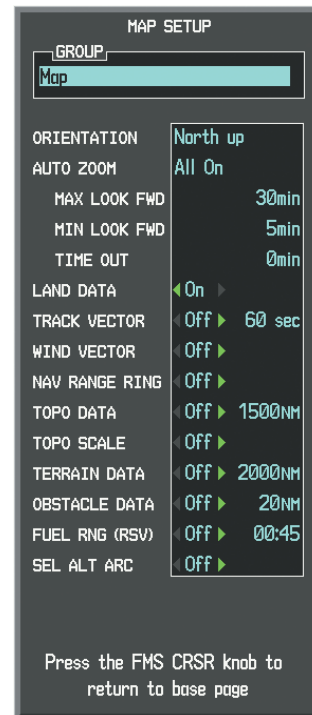 MAP SETUP
GROUP
Map
ORIENTATION North up
AUTO ZOOM All On
MAX LOOK FWD 30min
MIN LOOK FWD 5min
TIME OUT 0min
LAND DATA On
TRACK VECTOR Off 60 sec
WIND VECTOR Off
NAV RANGE RING Off
TOPO DATA Off 1500NM
TOPO SCALE Off
TERRAIN DATA Off 2000NM
OBSTACLE DATA Off 20NM
FUEL RNG (RSV) Off 00:45
SEL ALT ARC Off
Press the FMS CRSR knob to
return to base page